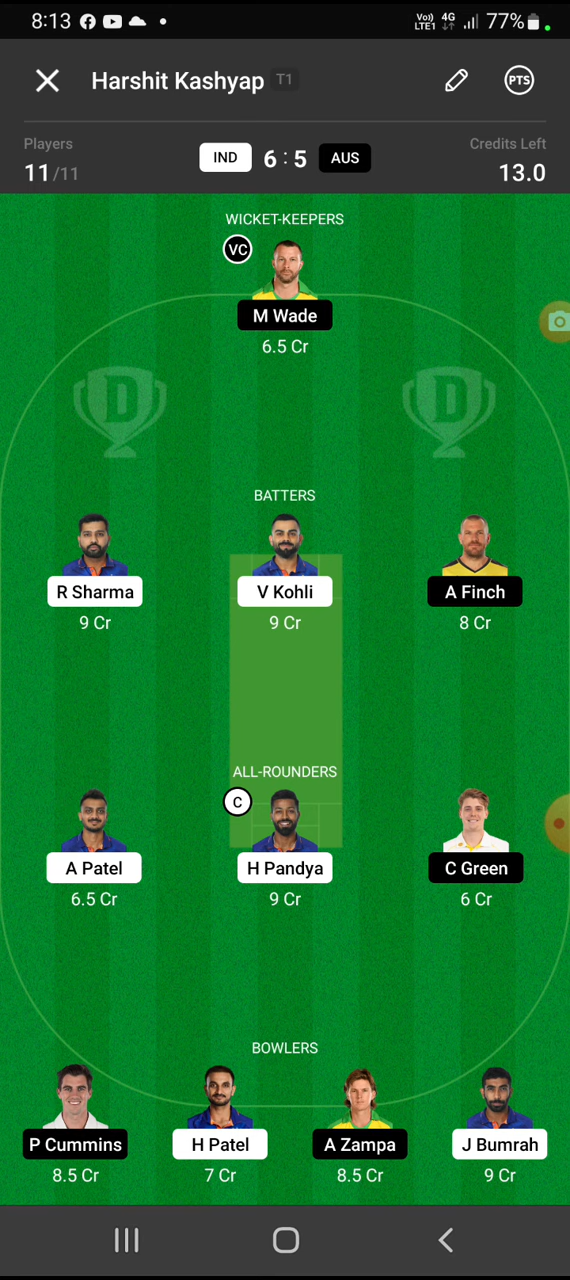 8:13 Vo)) LTE1 4G 77%
Harshit Kashyap T1 PTS
Players Credits Left
11/11 IND 6 : 5 AUS 13.0
WICKET-KEEPERS
VC
M Wade
6.5 Cr
D D
BATTERS
R Sharma V Kohli A Finch
9 Cr 9 Cr 8 Cr
ALL-ROUNDERS
C
A Patel H Pandya C Green
6.5 Cr 9 Cr 6 Cr
BOWLERS
P Cummins H Patel A Zampa J Bumrah
8.5 Cr 7 Cr 8.5 Cr 9 Cr